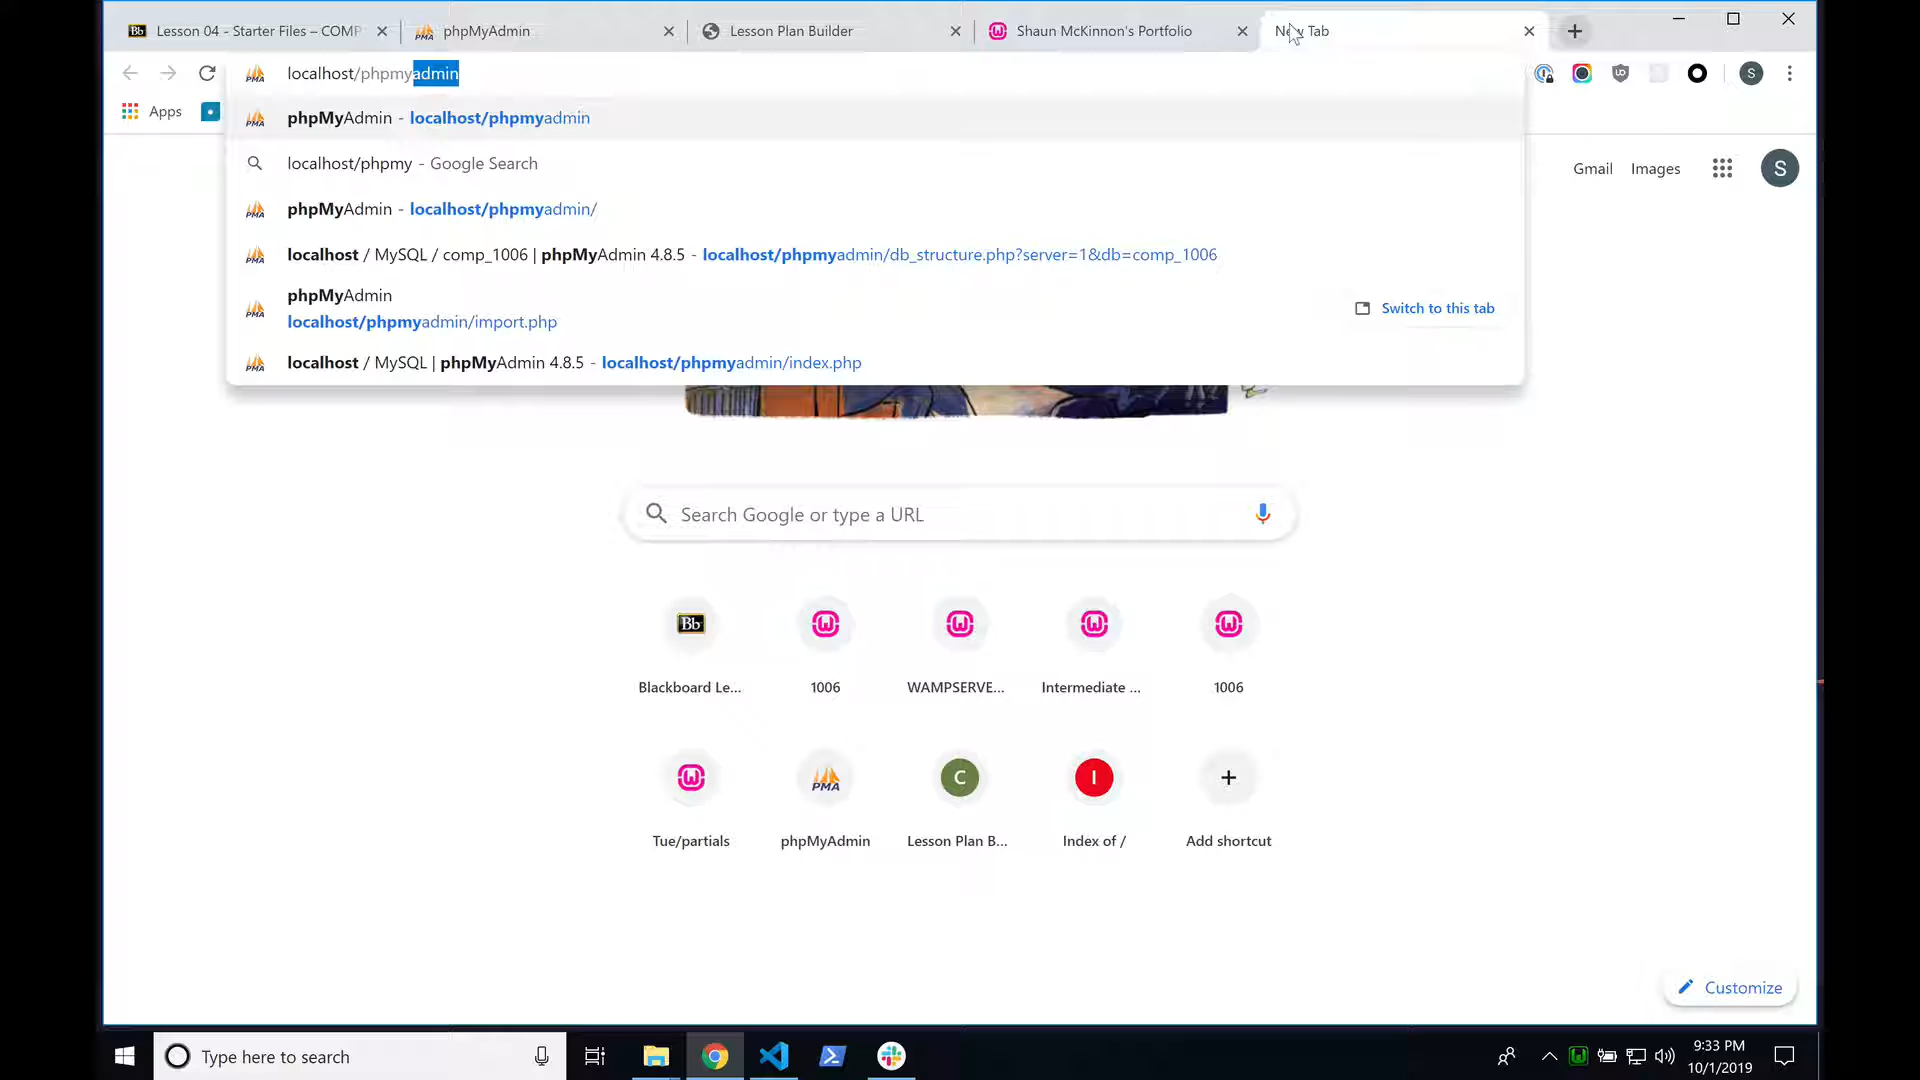 Lesson 04 - Starter Files – COMP
phpMyAdmin
Lesson Plan Builder
Shaun McKinnon's Portfolio
New Tab
localhost/phpmyadmin
Apps
phpMyAdmin - localhost/phpmyadmin
localhost/phpmy - Google Search
phpMyAdmin - localhost/phpmyadmin/
localhost / MySQL / comp_1006 | phpMyAdmin 4.8.5 - localhost/phpmyadmin/db_structure.php?server=1&db=comp_1006
phpMyAdmin
localhost/phpmyadmin/import.php
Switch to this tab
localhost / MySQL | phpMyAdmin 4.8.5 - localhost/phpmyadmin/index.php
Gmail
Images
S
S
Search Google or type a URL
Bb
Blackboard Le...
1006
WAMPSERVE...
Intermediate ...
1006
Tue/partials
PMA
phpMyAdmin
C
Lesson Plan B...
I
Index of /
Add shortcut
Customize
Type here to search
9:33 PM
10/1/2019